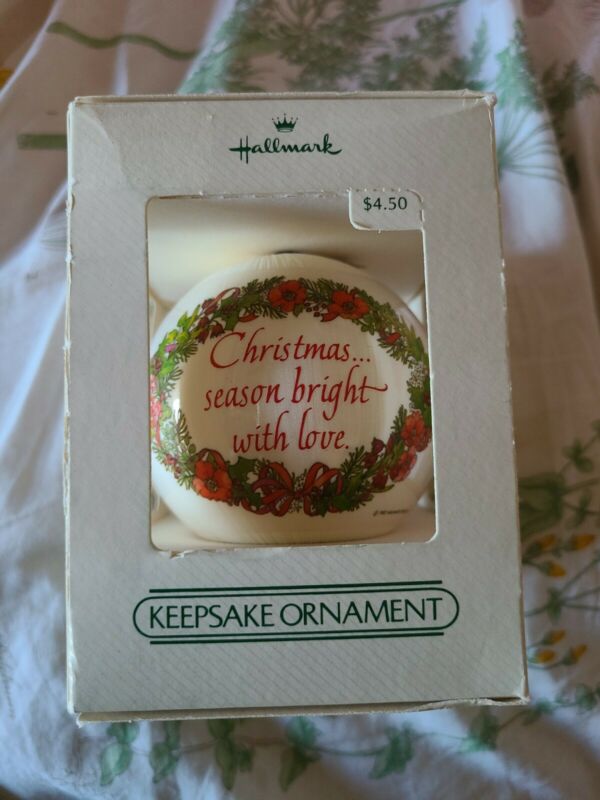 Hallmark
$4.50
Christmas...
season bright
with love.
KEEPSAKE ORNAMENT